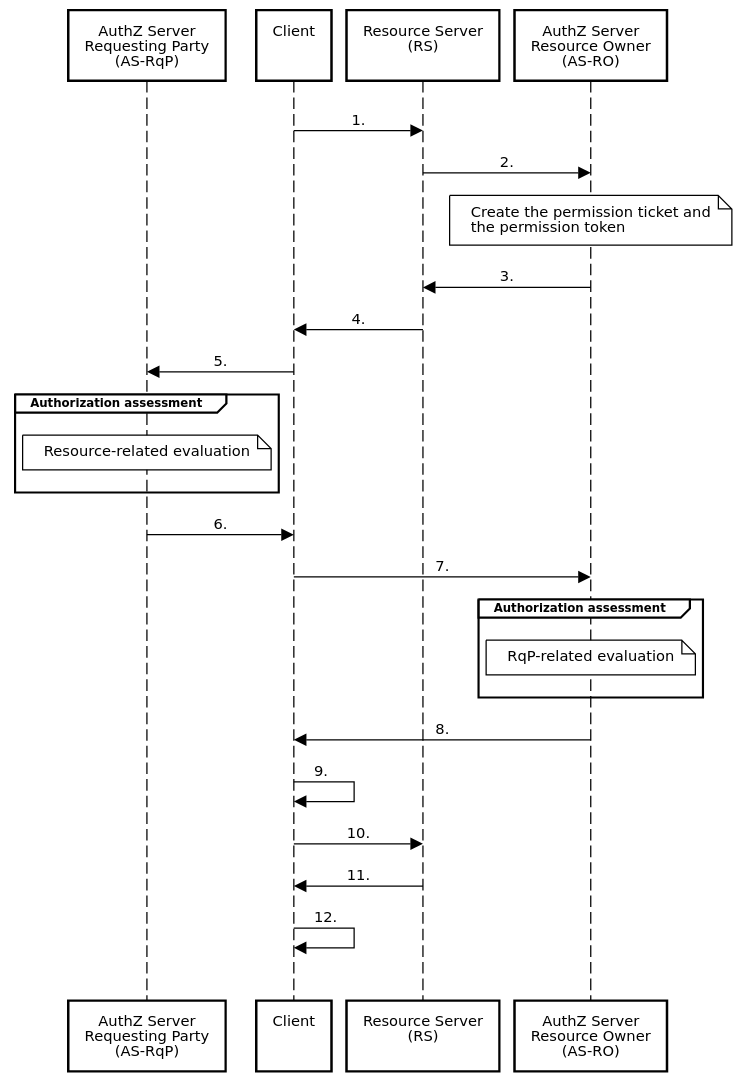 AuthZ Server
Requesting Party
(AS-RqP)
Client
Resource Server
(RS)
AuthZ Server
Resource Owner
(AS-RO)
1.
2.
Create the permission ticket and
the permission token
3.
4.
5.
Authorization assessment
Resource-related evaluation
6.
7.
Authorization assessment
RqP-related evaluation
8.
9.
10.
11.
12.
AuthZ Server
Requesting Party
(AS-RqP)
Client
Resource Server
(RS)
AuthZ Server
Resource Owner
(AS-RO)